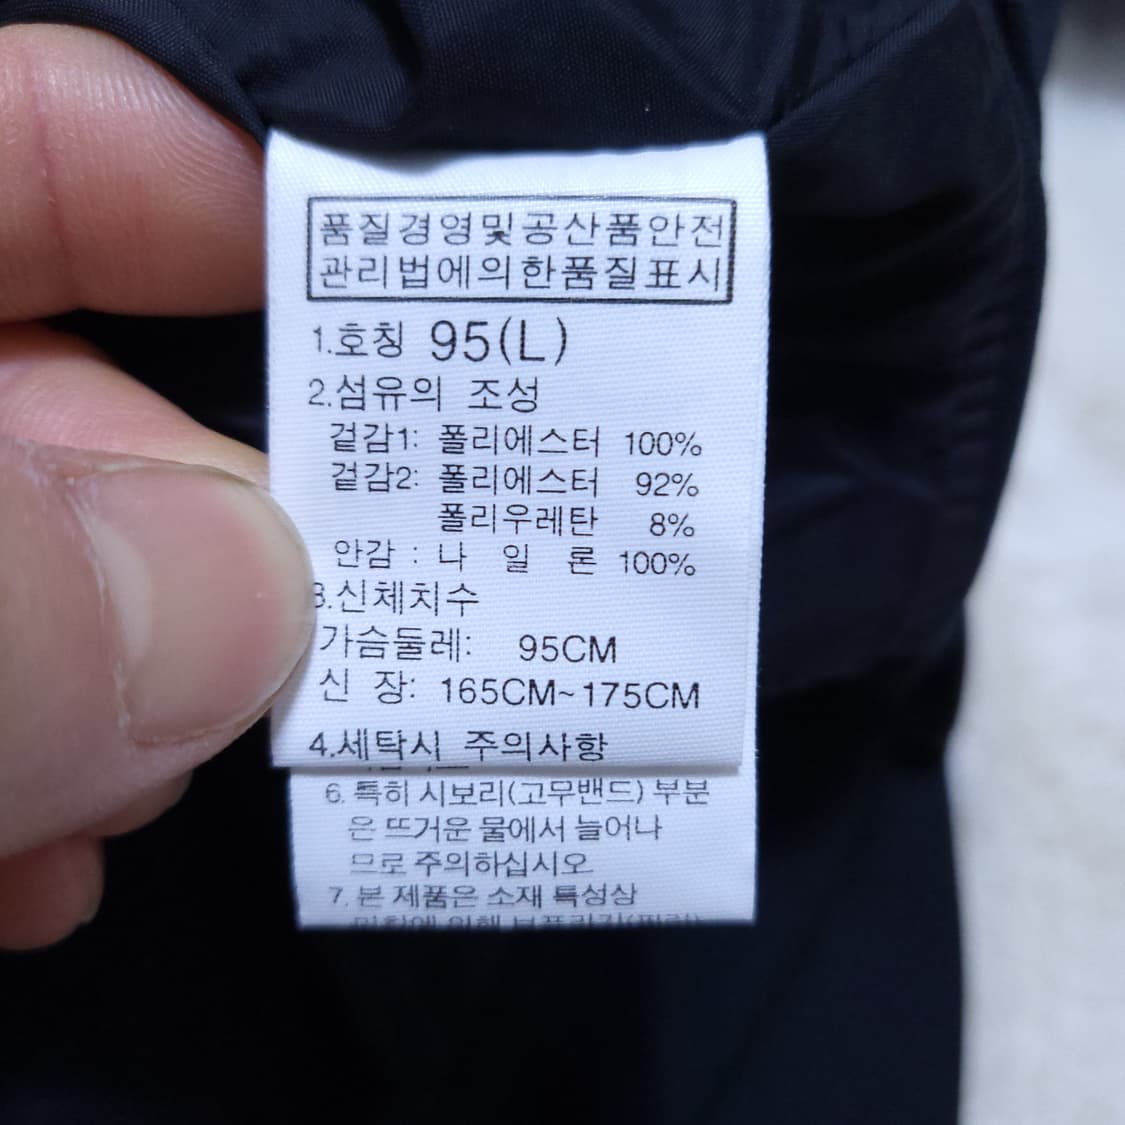 품질경영및공산품안전
관리법에의한품질표시
1.호칭 95(L)
2.섬유의 조성
겉감1: 폴리에스터 100%
겉감2: 폴리에스터 92%
폴리우레탄 8%
안감 : 나 일 론 100%
3.신체치수
가슴둘레: 95CM
신 장: 165CM~175CM
4.세탁시 주의사항
6. 특히 시보리(고무밴드) 부분
은 뜨거운 물에서 늘어나
므로 주의하십시오
7. 본 제품은 소재 특성상